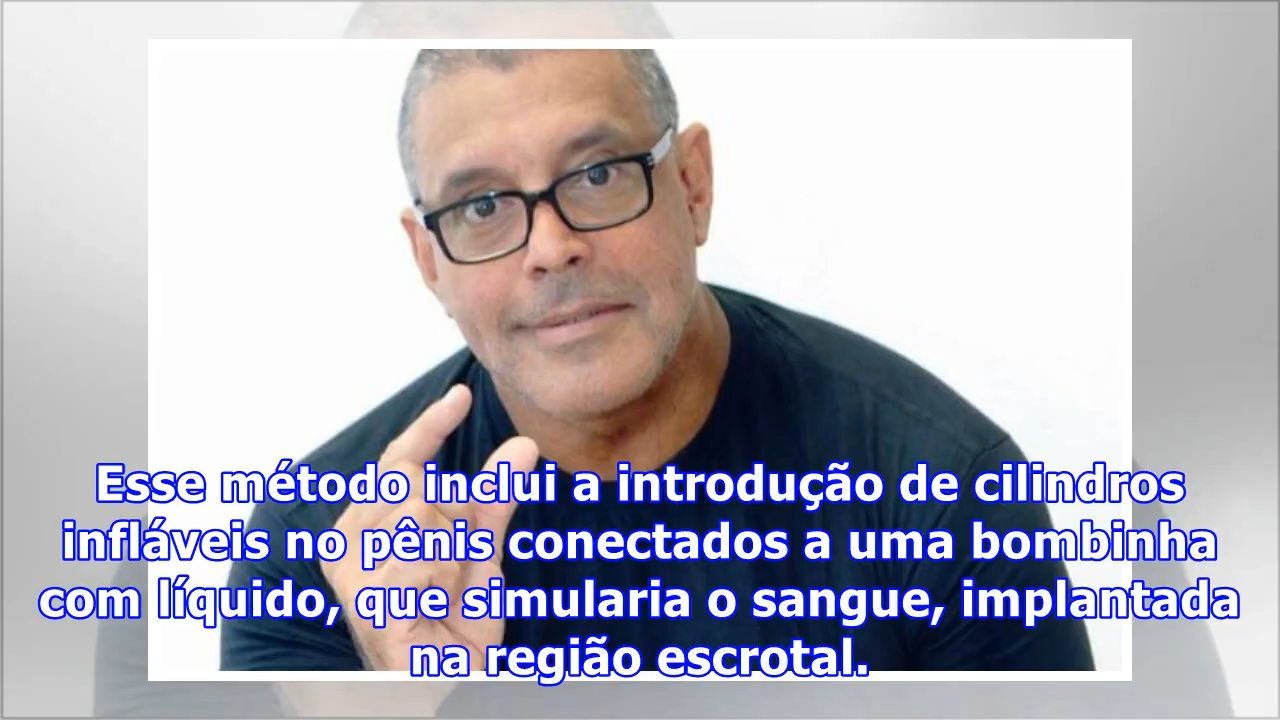 Esse método inclui a introdução de cilindros
infláveis no pênis conectados a uma bombinha
com líquido, que simularia o sangue, implantada
na região escrotal.